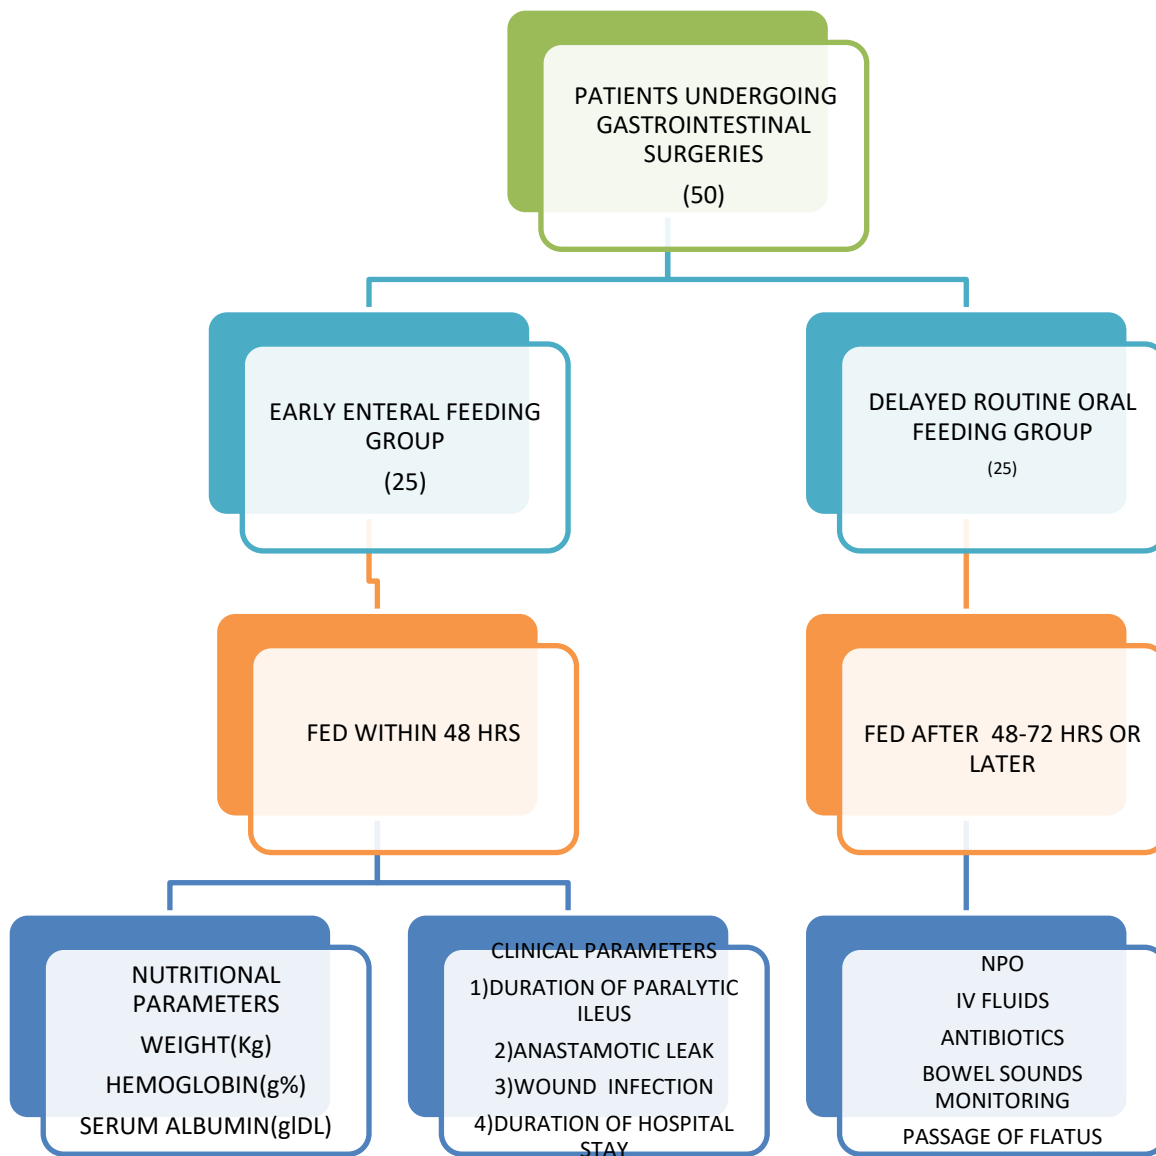 PATIENTS UNDERGOING
GASTROINTESTINAL
SURGERIES
(50)
EARLY ENTERAL FEEDING
GROUP
(25)
DELAYED ROUTINE ORAL
FEEDING GROUP
(25)
FED WITHIN 48 HRS
FED AFTER 48-72 HRS OR
LATER
NUTRITIONAL
PARAMETERS
WEIGHT(Kg)
HEMOGLOBIN(g%)
SERUM ALBUMIN(glDL)
CLINICAL PARAMETERS
1)DURATION OF PARALYTIC
ILEUS
2)ANASTAMOTIC LEAK
3)WOUND INFECTION
4)DURATION OF HOSPITAL
STAY
NPO
IV FLUIDS
ANTIBIOTICS
BOWEL SOUNDS
MONITORING
PASSAGE OF FLATUS